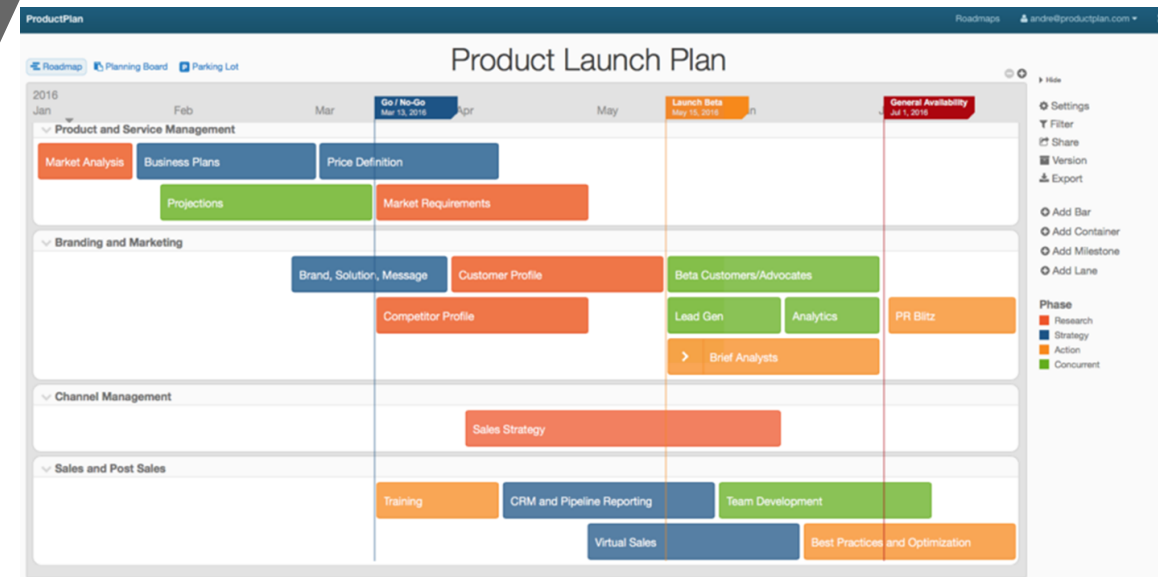 ProductPlan
Roadmaps andre@productplan.com
Roadmap Planning Board Parking Lot
Product Launch Plan
Hide
2016
Jan Feb Mar Apr May
Go / No-Go
Mar 13, 2016
Launch Beta
May 15, 2016
General Availability
Jul 1, 2016
Product and Service Management
Market Analysis Business Plans Price Definition
Projections Market Requirements
Branding and Marketing
Brand, Solution, Message Customer Profile Beta Customers/Advocates
Competitor Profile Lead Gen Analytics PR Blitz
Brief Analysts
Channel Management
Sales Strategy
Sales and Post Sales
Training CRM and Pipeline Reporting Team Development
Virtual Sales Best Practices and Optimization
Settings
Filter
Share
Version
Export
Add Bar
Add Container
Add Milestone
Add Lane
Phase
Research
Strategy
Action
Concurrent